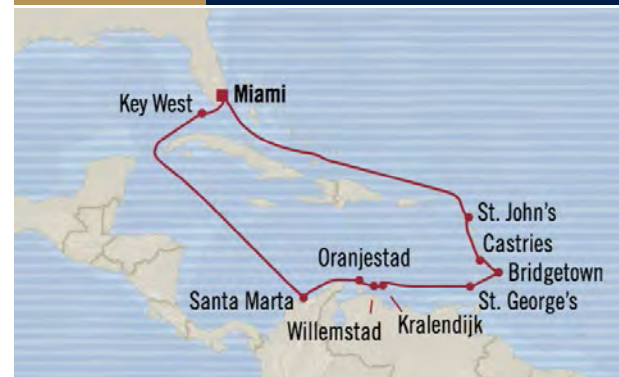 Miami
Key West
St. John's
Castries
Oranjestad
Bridgetown
Santa Marta
St. George's
Willemstad
Kralendijk